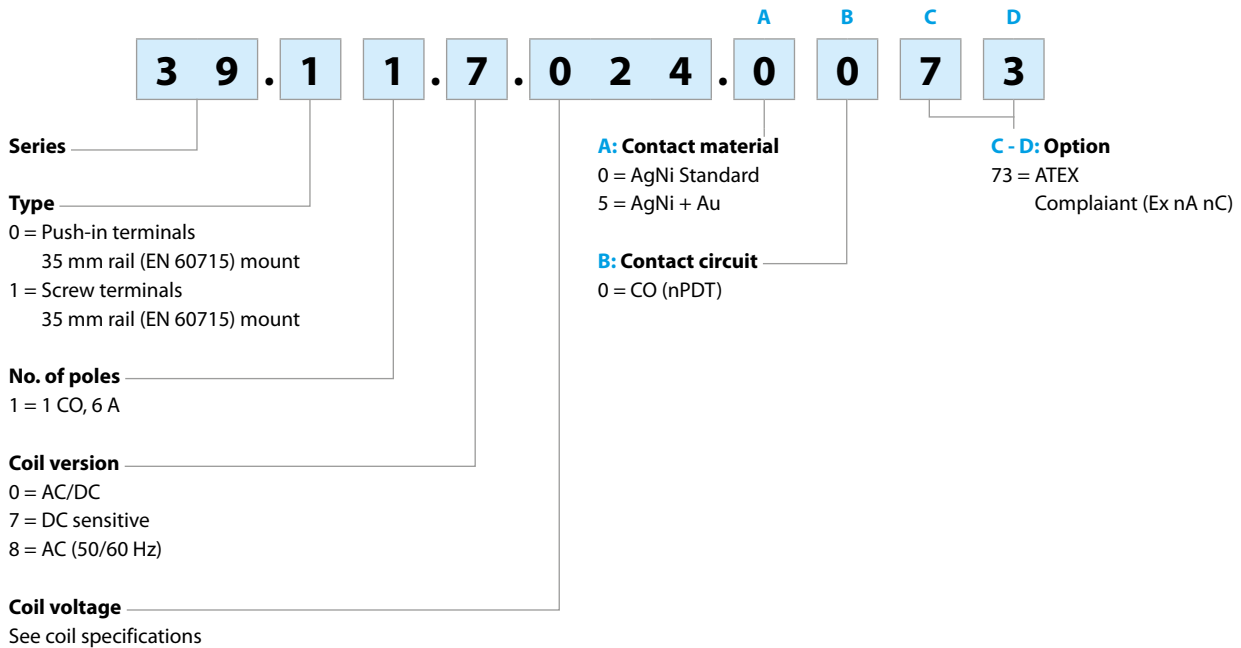 A B C D
3 9 . 1 1 . 7 . 0 2 4 . 0 0 7 3
Series
Type
0 = Push-in terminals
35 mm rail (EN 60715) mount
1 = Screw terminals
35 mm rail (EN 60715) mount
No. of poles
1 = 1 CO, 6 A
Coil version
0 = AC/DC
7 = DC sensitive
8 = AC (50/60 Hz)
Coil voltage
See coil specifications
A: Contact material
0 = AgNi Standard
5 = AgNi + Au
B: Contact circuit
0 = CO (nPDT)
C - D: Option
73 = ATEX
Complaiant (Ex nA nC)